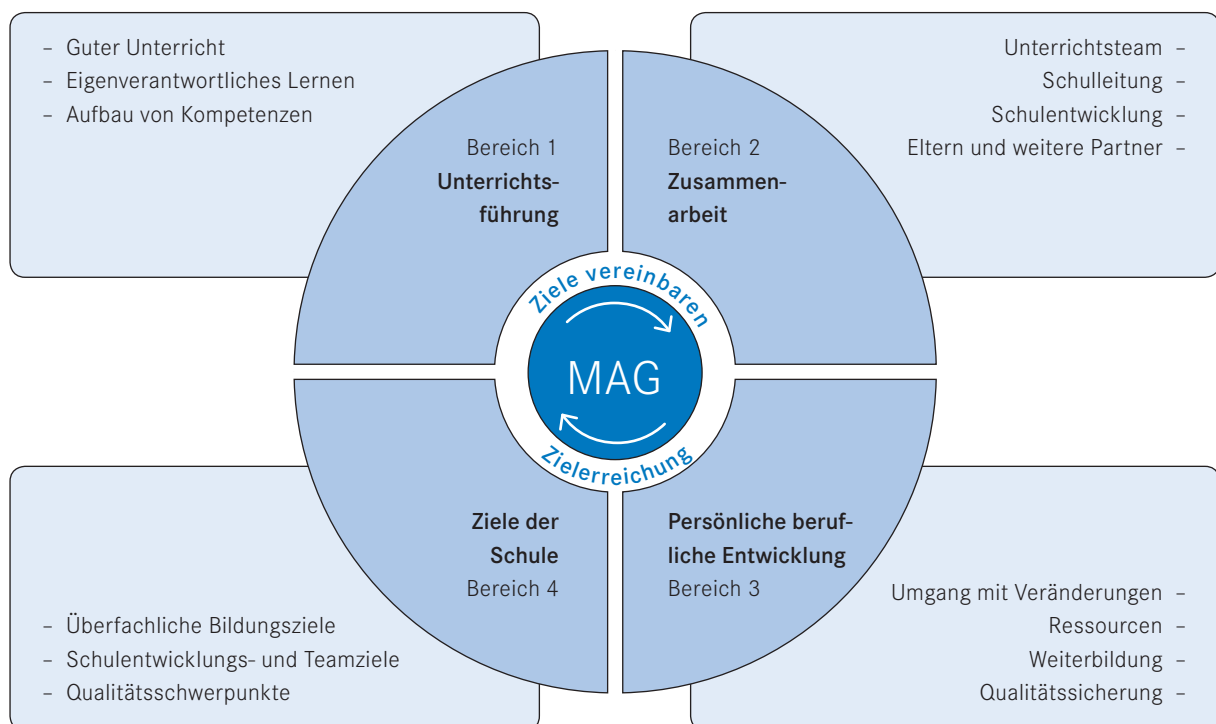 – Guter Unterricht
– Eigenverantwortliches Lernen
– Aufbau von Kompetenzen
Unterrichtsteam –
Schulleitung –
Schulentwicklung –
Eltern und weitere Partner –
Bereich 1
Unterrichts-
führung
Bereich 2
Zusammen-
arbeit
Ziele vereinbaren
MAG
Zielerreichung
Ziele der
Schule
Bereich 4
Persönliche beruf-
liche Entwicklung
Bereich 3
– Überfachliche Bildungsziele
– Schulentwicklungs- und Teamziele
– Qualitätsschwerpunkte
Umgang mit Veränderungen –
Ressourcen –
Weiterbildung –
Qualitätssicherung –